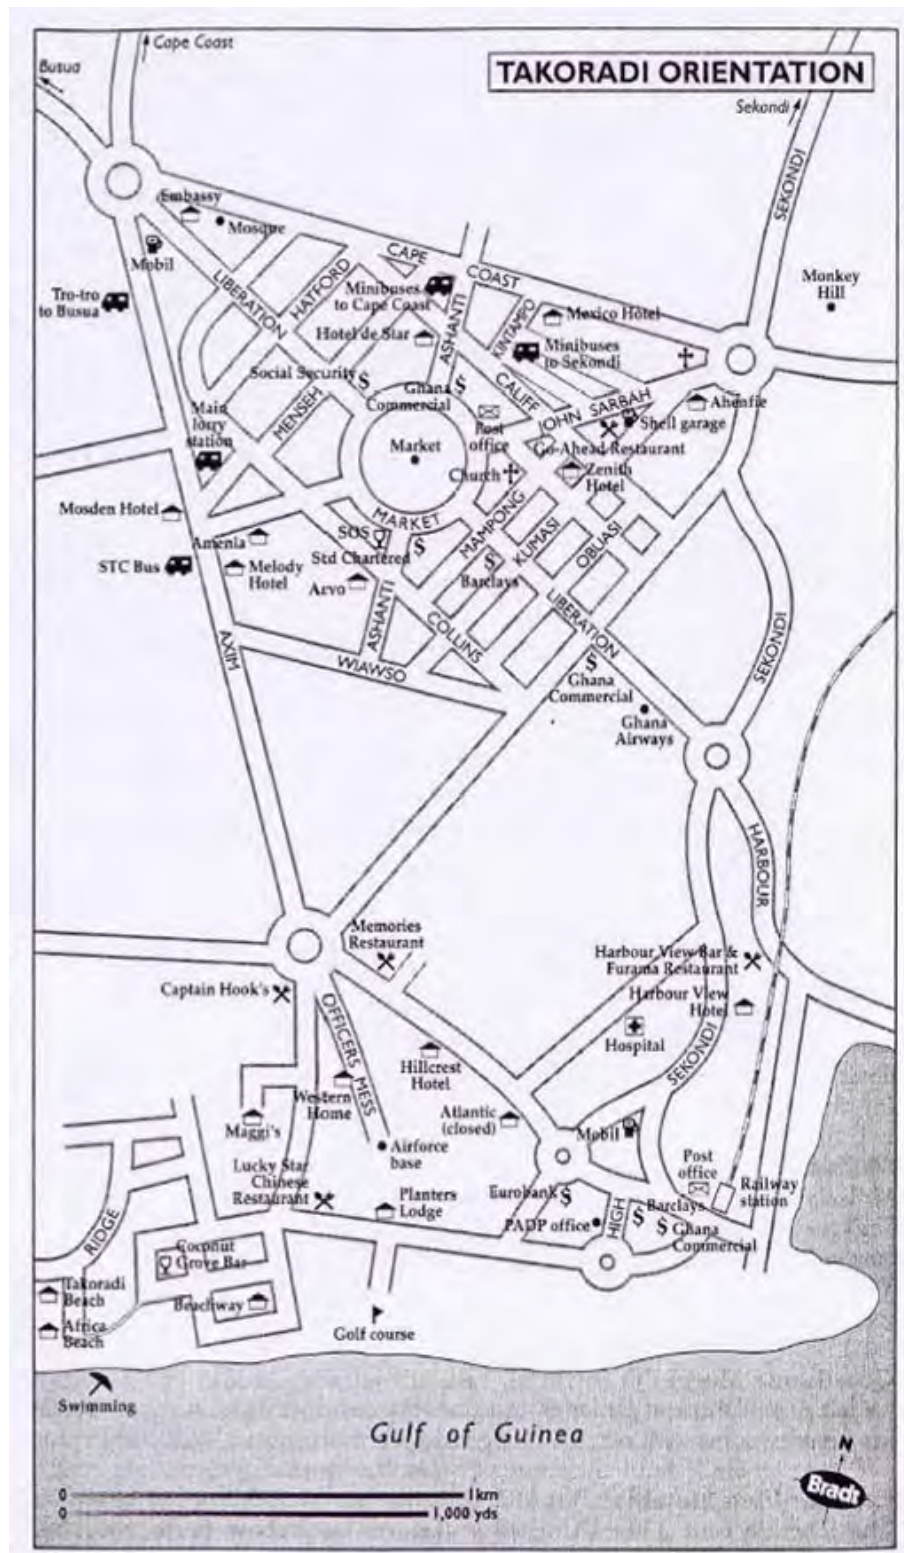 Cape Coast
Busua
TAKORADI ORIENTATION
Sekondi
SEKONDI
Embassy
Mosque
Mobil
CAPE
COAST
Monkey
Hill
Tro-tro
to Busua
LIBERATION
HATFORD
Minibuses
to Cape Coast
ASHANTI
KINTAMPO
Mexico Hotel
Hotel de Star
Minibuses
to Sekondi
Social Security
Ghana
Commercial
CALIFF
JOHN SARBAH
Ahenfie
Shell garage
MENSEH
Main
lorry
station
Market
Post
office
Go-Ahead Restaurant
Church
Zenith
Hotel
Mosden Hotel
MARKET
MAMPONG
KUMASI
OBUASI
SOS
Amenia
Std Chartered
STC Bus
Melody
Hotel
Arvo
Barclays
ASHANTI
COLLINS
LIBERATION
AXIM
WIAWSO
SEKONDI
Ghana
Commercial
Ghana
Airways
HARBOUR
Memories
Restaurant
Harbour View Bar &
Furama Restaurant
Captain Hook's
Harbour View
Hotel
OFFICERS MESS
Hospital
SEKONDI
Hillcrest
Hotel
Western
Home
Maggi's
Atlantic
(closed)
Mobil
Airforce
base
Post
office
Lucky Star
Chinese
Restaurant
Planters
Lodge
Eurobank
Railway
station
Barclays
PADP office
HIGH
Ghana
Commercial
RIDGE
Coconut
Grove Bar
Takoradi
Beach
Beachway
Africa
Beach
Golf course
Swimming
Gulf of Guinea
N
Bradt
0 1km
0 1,000 yds